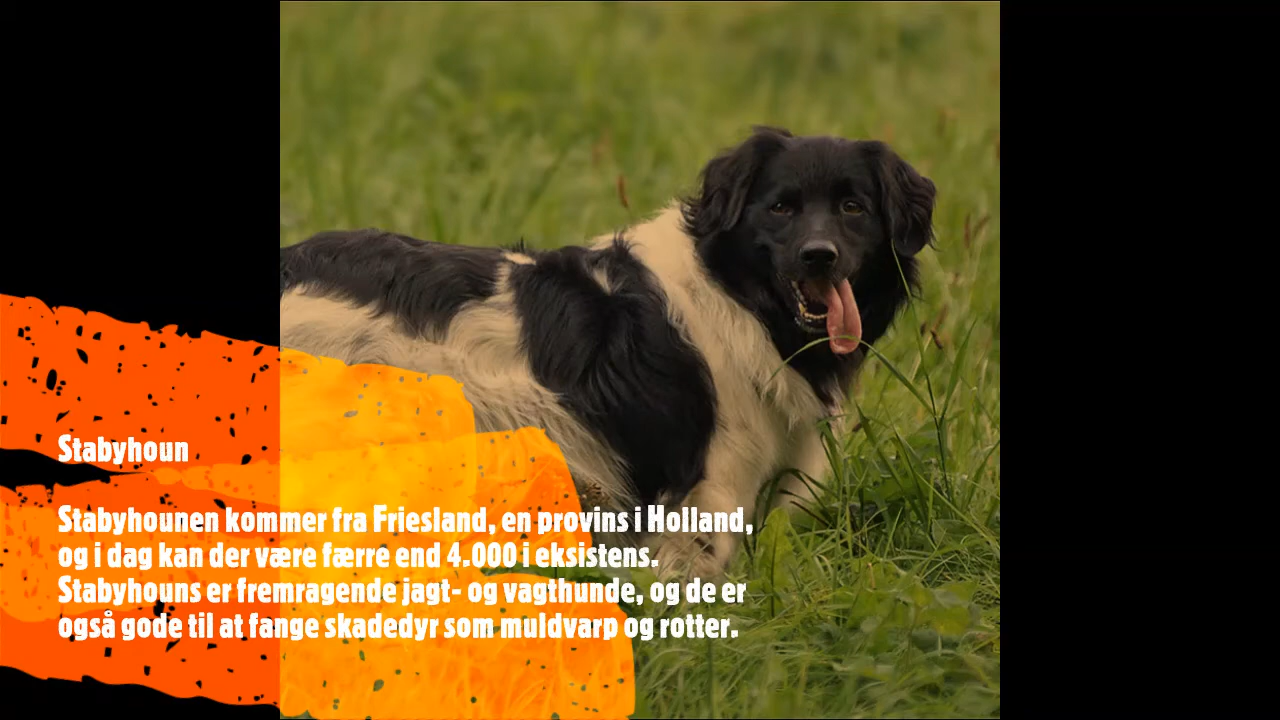 Stabyhoun
Stabyhounen kommer fra Friesland, en provins i Holland,
og i dag kan der være færre end 4.000 i eksistens.
Stabyhouns er fremragende jagt- og vagthunde, og de er
også gode til at fange skadedyr som muldvarp og rotter.